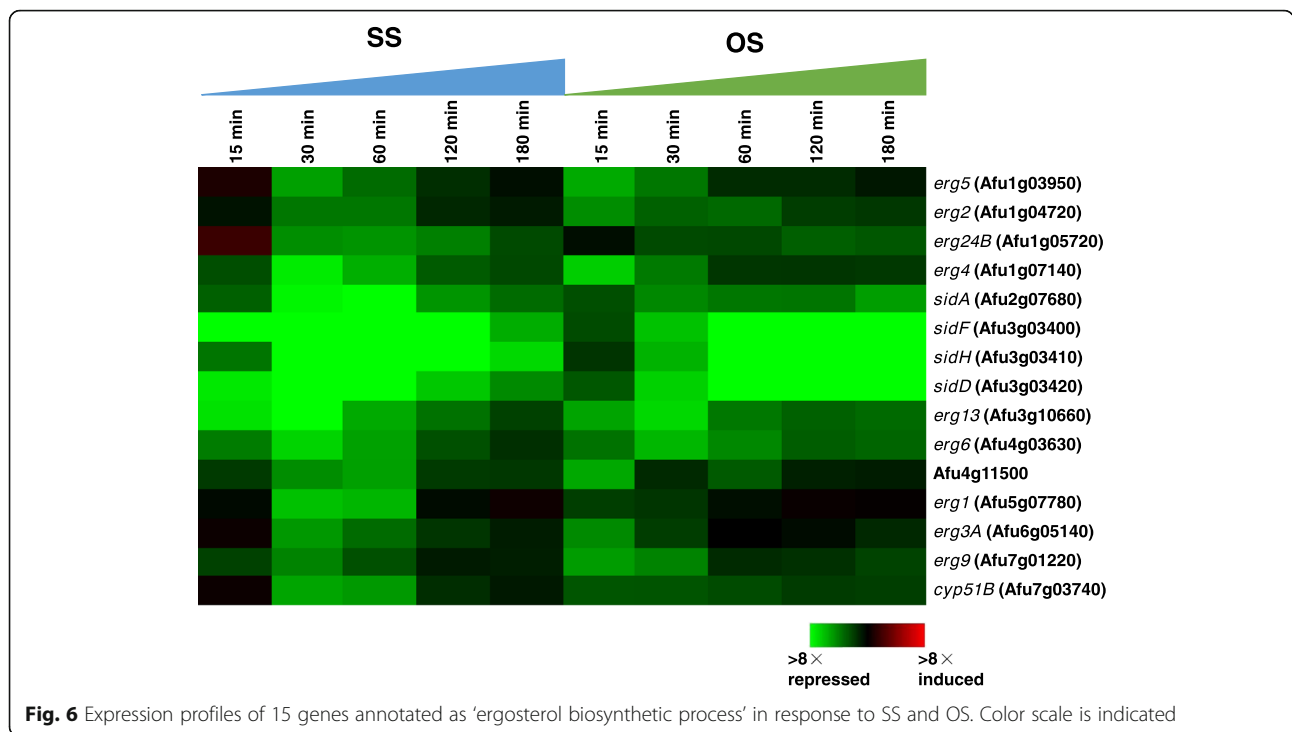 SS
OS
15 min
30 min
60 min
120 min
180 min
15 min
30 min
60 min
120 min
180 min
erg5 (Afu1g03950)
erg2 (Afu1g04720)
erg24B (Afu1g05720)
erg4 (Afu1g07140)
sidA (Afu2g07680)
sidF (Afu3g03400)
sidH (Afu3g03410)
sidD (Afu3g03420)
erg13 (Afu3g10660)
erg6 (Afu4g03630)
Afu4g11500
erg1 (Afu5g07780)
erg3A (Afu6g05140)
erg9 (Afu7g01220)
cyp51B (Afu7g03740)
>8×
repressed
>8×
induced
Fig. 6 Expression profiles of 15 genes annotated as ‘ergosterol biosynthetic process’ in response to SS and OS. Color scale is indicated